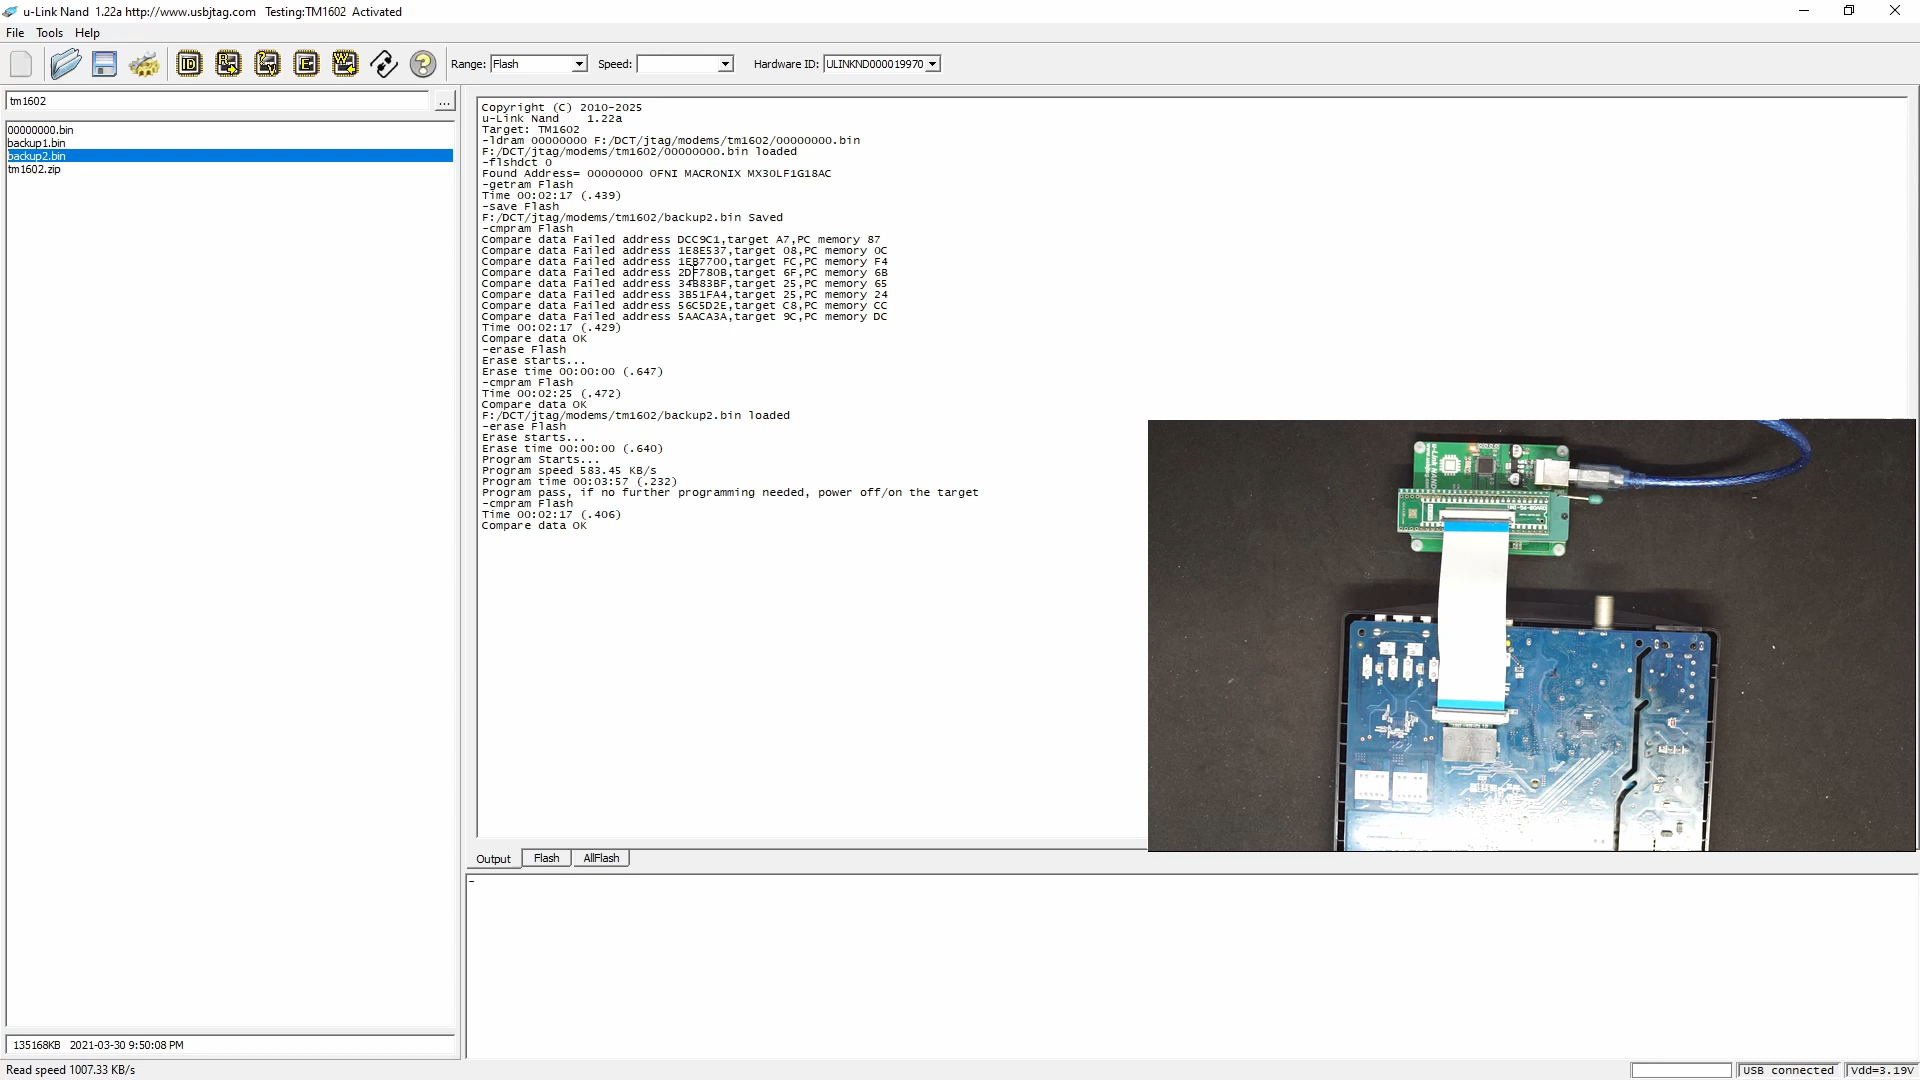 u-Link Nand 1.22a http://www.usbjtag.com Testing:TM1602 Activated
File Tools Help
Range: Flash Speed: Hardware ID: ULINKND000019970
tm1602 ...
00000000.bin
backup1.bin
backup2.bin
tm1602.zip
135168KB 2021-03-30 9:50:08 PM
Copyright (C) 2010-2025
u-Link Nand 1.22a
Target: TM1602
-ldram 00000000 F:/DCT/jtag/modems/tm1602/00000000.bin
F:/DCT/jtag/modems/tm1602/00000000.bin loaded
-flshdct 0
Found Address= 00000000 OFNI MACRONIX MX30LF1G18AC
-getram Flash
Time 00:02:17 (.439)
-save Flash
F:/DCT/jtag/modems/tm1602/backup2.bin Saved
-cmpram Flash
Compare data Failed address DCC9C1,target A7,PC memory 87
Compare data Failed address 1E8E537,target 08,PC memory 0C
Compare data Failed address 1EB7700,target FC,PC memory F4
Compare data Failed address 2DF780B,target 6F,PC memory 6B
Compare data Failed address 34B83BF,target 25,PC memory 65
Compare data Failed address 3B51FA4,target 25,PC memory 24
Compare data Failed address 56C5D2E,target C8,PC memory CC
Compare data Failed address 5AACA3A,target 9C,PC memory DC
Time 00:02:17 (.429)
Compare data OK
-erase Flash
Erase starts...
Erase time 00:00:00 (.647)
-cmpram Flash
Time 00:02:25 (.472)
Compare data OK
F:/DCT/jtag/modems/tm1602/backup2.bin loaded
-erase Flash
Erase starts...
Erase time 00:00:00 (.640)
Program Starts...
Program speed 583.45 KB/s
Program time 00:03:57 (.232)
Program pass, if no further programming needed, power off/on the target
-cmpram Flash
Time 00:02:17 (.406)
Compare data OK
Output Flash AllFlash
-
Read speed 1007.33 KB/s USB connected Vdd=3.19V